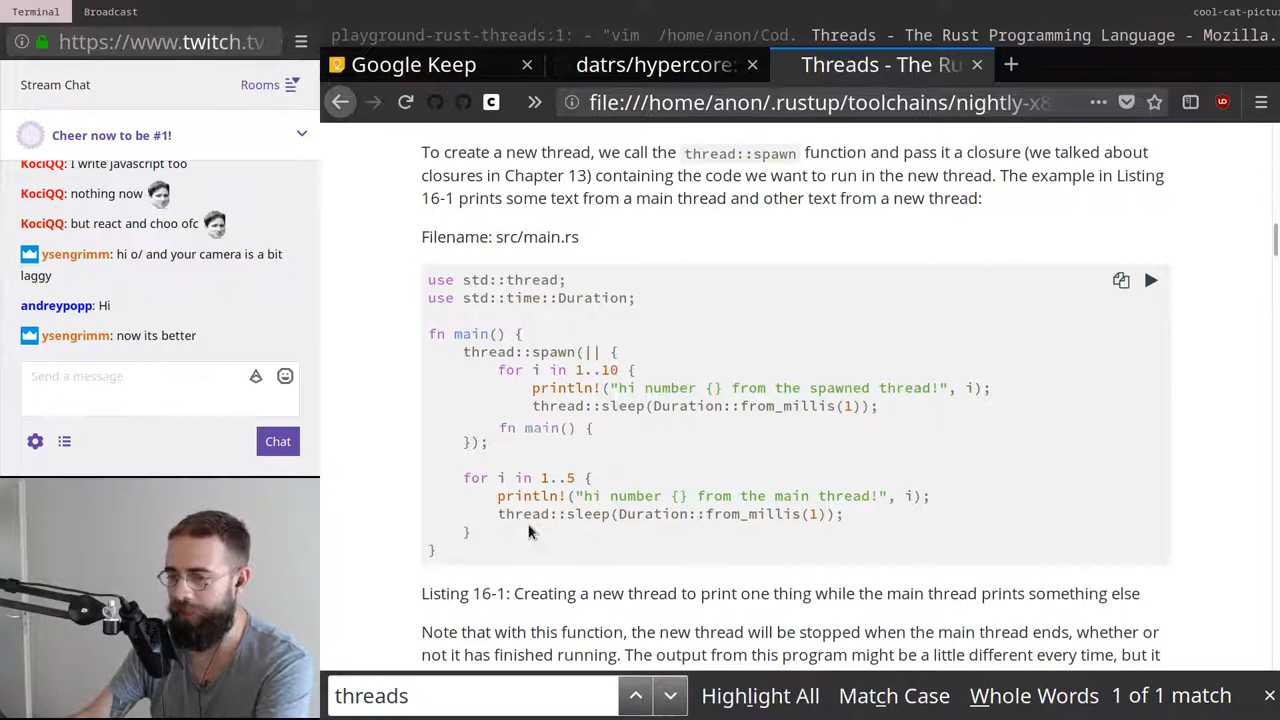 Terminal
Broadcast
cool-cat-pictu
https://www.twitch.tv
playground-rust-threads:1: - "vim /home/anon/Cod.
Threads - The Rust Programming Language - Mozilla.
Google Keep
datrs/hypercore:
Threads - The Ru
file:///home/anon/.rustup/toolchains/nightly-x8
Stream Chat
Rooms
Cheer now to be #1!
KociQQ: I write javascript too
KociQQ: nothing now
KociQQ: but react and choo ofc
ysengrimm: hi o/ and your camera is a bit
laggy
andreypopp: Hi
ysengrimm: now its better
Send a message
Chat
To create a new thread, we call the thread::spawn function and pass it a closure (we talked about
closures in Chapter 13) containing the code we want to run in the new thread. The example in Listing
16-1 prints some text from a main thread and other text from a new thread:
Filename: src/main.rs
use std::thread;
use std::time::Duration;
fn main() {
thread::spawn(|| {
for i in 1..10 {
println!("hi number {} from the spawned thread!", i);
thread::sleep(Duration::from_millis(1));
fn main() {
});
for i in 1..5 {
println!("hi number {} from the main thread!", i);
thread::sleep(Duration::from_millis(1));
}
}
Listing 16-1: Creating a new thread to print one thing while the main thread prints something else
Note that with this function, the new thread will be stopped when the main thread ends, whether or
not it has finished running. The output from this program might be a little different every time, but it
threads
Highlight All
Match Case
Whole Words
1 of 1 match